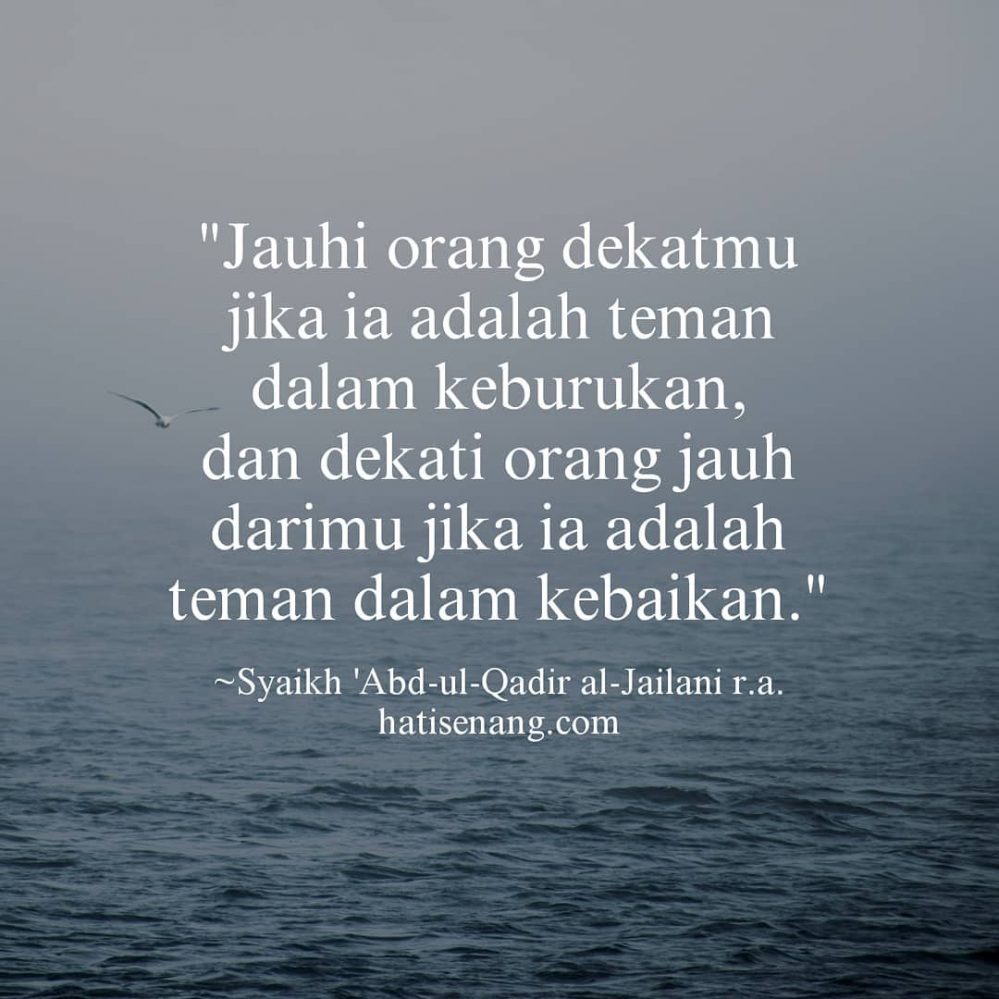 "Jauhi orang dekatmu
jika ia adalah teman
dalam keburukan,
dan dekati orang jauh
darimu jika ia adalah
teman dalam kebaikan."
~Syaikh 'Abd-ul-Qadir al-Jailani r.a.
hatisenang.com